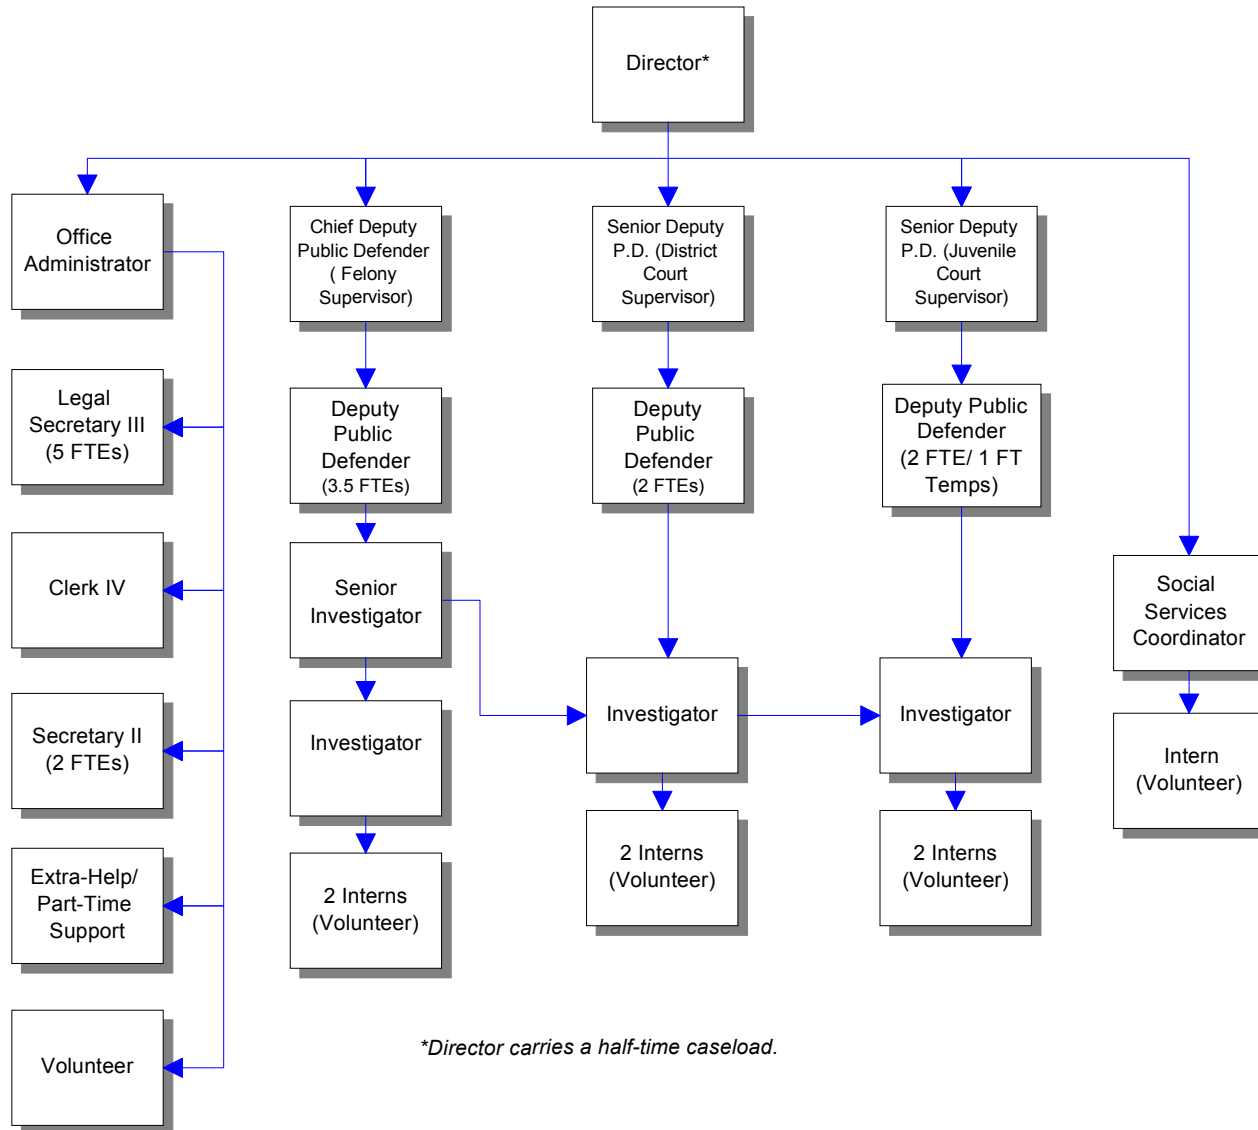 Director*
Office
Administrator
Chief Deputy
Public Defender
( Felony
Supervisor)
Senior Deputy
P.D. (District
Court
Supervisor)
Senior Deputy
P.D. (Juvenile
Court
Supervisor)
Legal
Secretary III
(5 FTEs)
Deputy
Public
Defender
(3.5 FTEs)
Deputy
Public
Defender
(2 FTEs)
Deputy Public
Defender
(2 FTE/ 1 FT
Temps)
Clerk IV
Senior
Investigator
Social
Services
Coordinator
Secretary II
(2 FTEs)
Investigator
Investigator
Investigator
Intern
(Volunteer)
Extra-Help/
Part-Time
Support
2 Interns
(Volunteer)
2 Interns
(Volunteer)
2 Interns
(Volunteer)
Volunteer
*Director carries a half-time caseload.